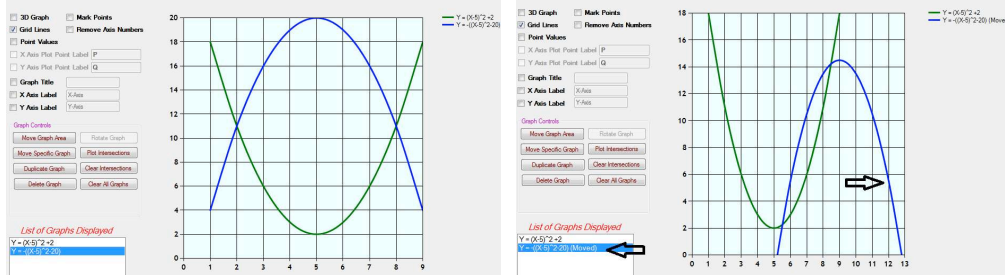 3D Graph Mark Points
Grid Lines Remove Axis Numbers
Point Values
X Axis Plot Point Label P
Y Axis Plot Point Label Q
Graph Title
X Axis Label X-Axis
Y Axis Label Y-Axis
Graph Controls
Move Graph Area Rotate Graph
Move Specific Graph Plot Intersections
Duplicate Graph Clear Intersections
Delete Graph Clear All Graphs
List of Graphs Displayed
Y = (X-5)^2 +2
Y = -((X-5)^2-20)
20
18
16
14
12
10
8
6
4
2
0
0 1 2 3 4 5 6 7 8 9
Y = (X-5)^2 +2
Y = -((X-5)^2-20)
3D Graph Mark Points
Grid Lines Remove Axis Numbers
Point Values
X Axis Plot Point Label P
Y Axis Plot Point Label Q
Graph Title
X Axis Label X-Axis
Y Axis Label Y-Axis
Graph Controls
Move Graph Area Rotate Graph
Move Specific Graph Plot Intersections
Duplicate Graph Clear Intersections
Delete Graph Clear All Graphs
List of Graphs Displayed
Y = (X-5)^2 +2
Y = -((X-5)^2-20) (Moved)
18
16
14
12
10
8
6
4
2
0
0 1 2 3 4 5 6 7 8 9 10 11 12 13
Y = (X-5)^2 +2
Y = -((X-5)^2-20) (Move